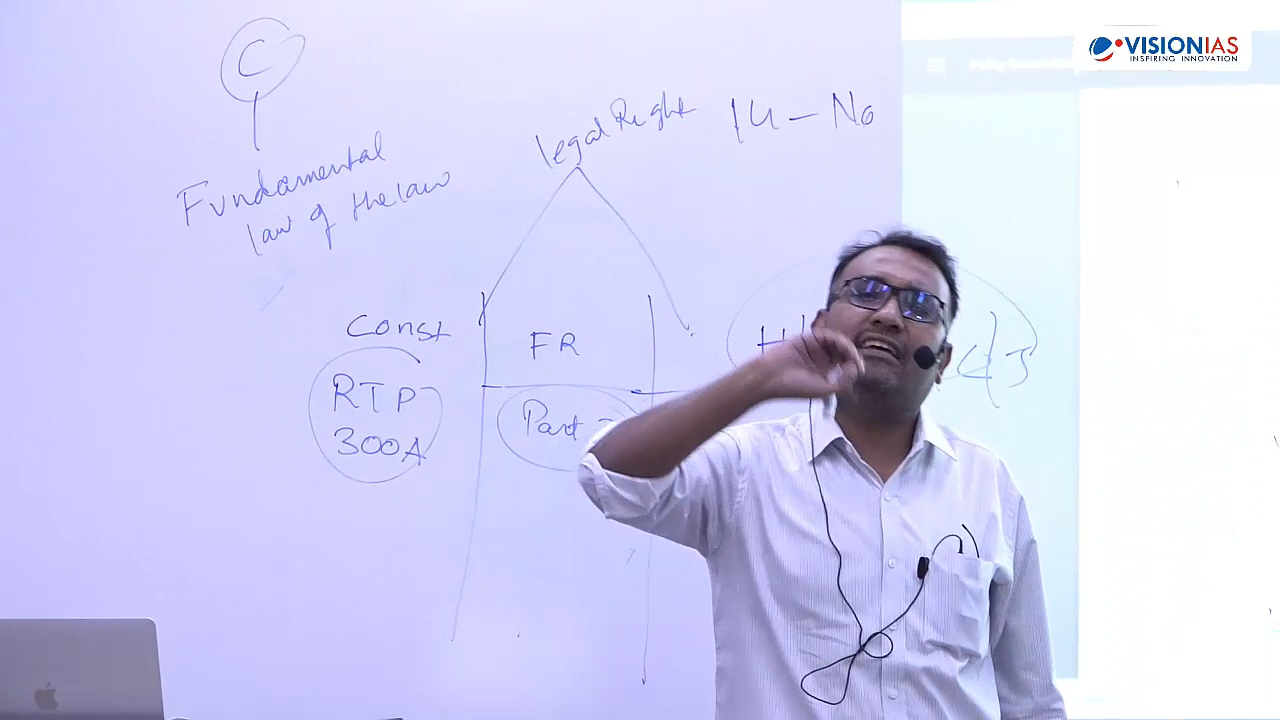 VISIONIAS
INSPIRING INNOVATION
C
Fundamental
law of the law
legal Right
14 - No
Const
RTP
300A
FR
Part
H